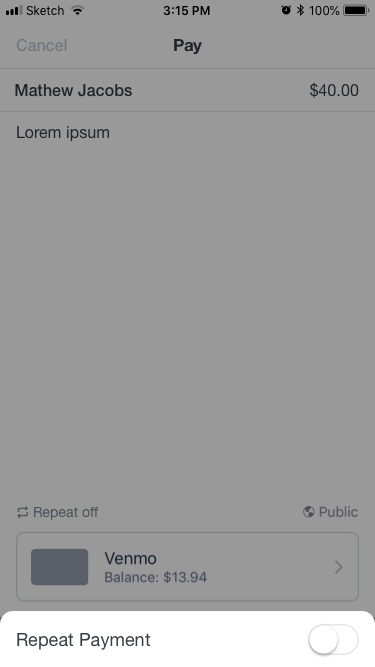 Sketch 3:15 PM 100%
Cancel Pay
Mathew Jacobs $40.00
Lorem ipsum
Repeat off Public
Venmo
Balance: $13.94
Repeat Payment